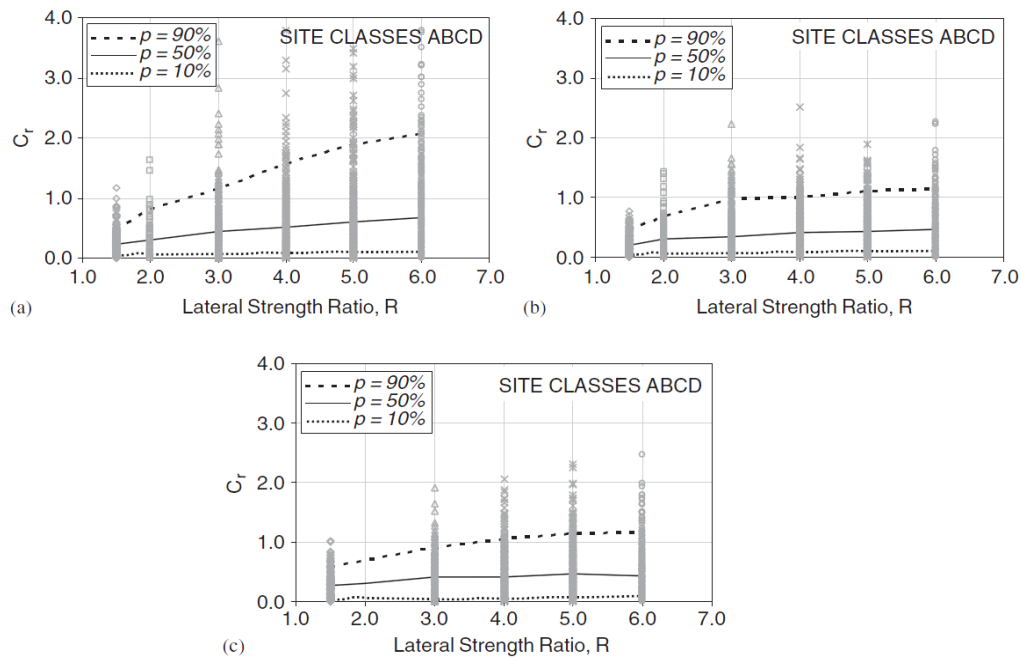 4.0
3.0
2.0
1.0
0.0
Cr
p = 90%
p = 50%
p = 10%
SITE CLASSES ABCD
1.0 2.0 3.0 4.0 5.0 6.0 7.0
Lateral Strength Ratio, R
(a)
4.0
3.0
2.0
1.0
0.0
Cr
p = 90%
p = 50%
p = 10%
SITE CLASSES ABCD
1.0 2.0 3.0 4.0 5.0 6.0 7.0
Lateral Strength Ratio, R
(b)
4.0
3.0
2.0
1.0
0.0
Cr
p = 90%
p = 50%
p = 10%
SITE CLASSES ABCD
1.0 2.0 3.0 4.0 5.0 6.0 7.0
Lateral Strength Ratio, R
(c)